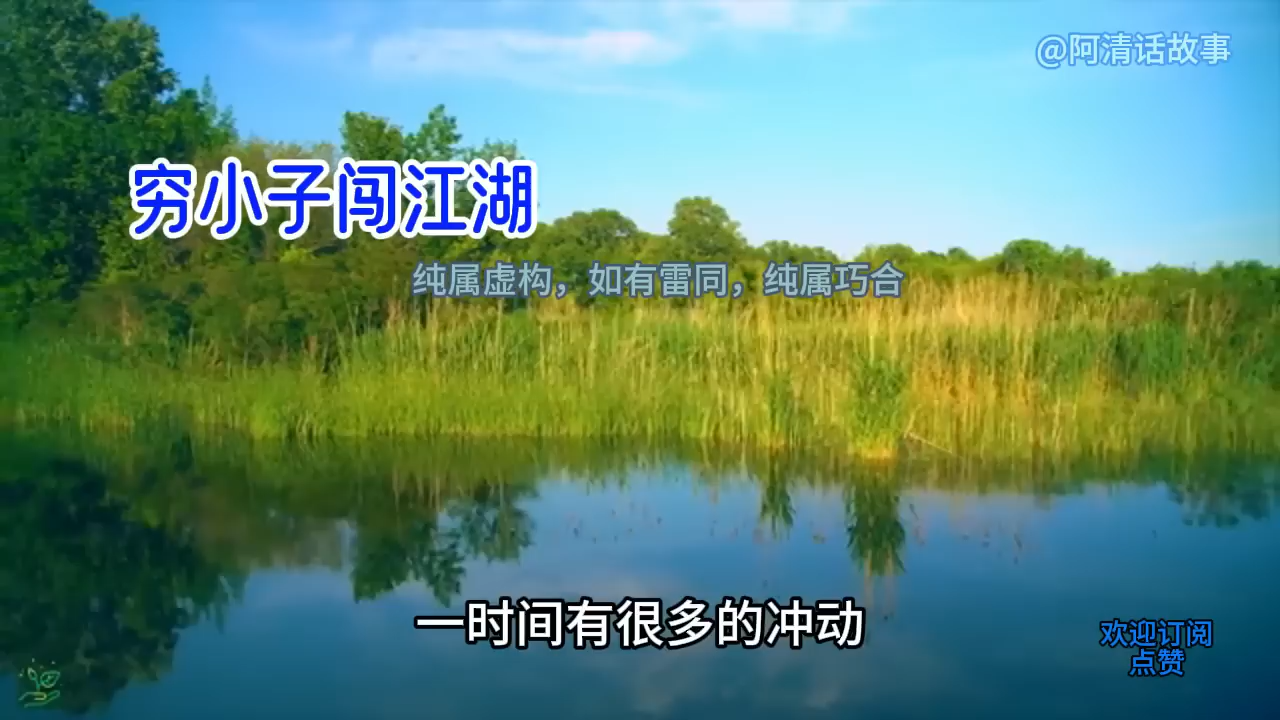 @阿清话故事
穷小子闯江湖
纯属虚构，如有雷同，纯属巧合
一时间有很多的冲动
欢迎订阅
点赞